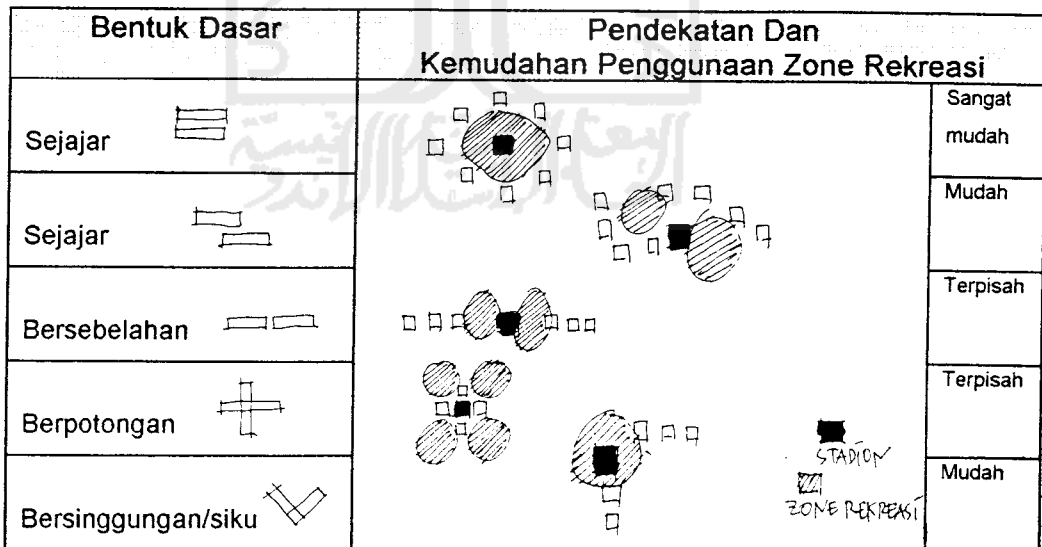 Bentuk Dasar
Pendekatan Dan
Kemudahan Penggunaan Zone Rekreasi
Sejajar
Sangat
mudah
Sejajar
Mudah
Bersebelahan
Terpisah
Berpotongan
Terpisah
Bersinggungan/siku
Mudah
STADION
ZONE REKREASI